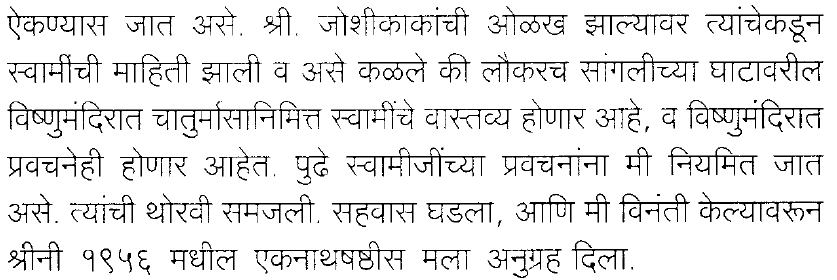 ऐकण्यास जात असे. श्री. जोशीकाकांची ओळख झाल्यावर त्यांचेकडून
स्वामींची माहिती झाली व असे कळले की लौकरच सांगलीच्या घाटावरील
विष्णुमंदिरात चातुर्मासानिमित्त स्वामींचे वास्तव्य होणार आहे, व विष्णुमंदिरात
प्रवचनेही होणार आहेत. पुढे स्वामीजींच्या प्रवचनांना मी नियमित जात
असे. त्यांची थोरवी समजली. सहवास घडला, आणि मी विनंती केल्यावरून
श्रीनी १९५६ मधील एकनाथषष्ठीस मला अनुग्रह दिला.